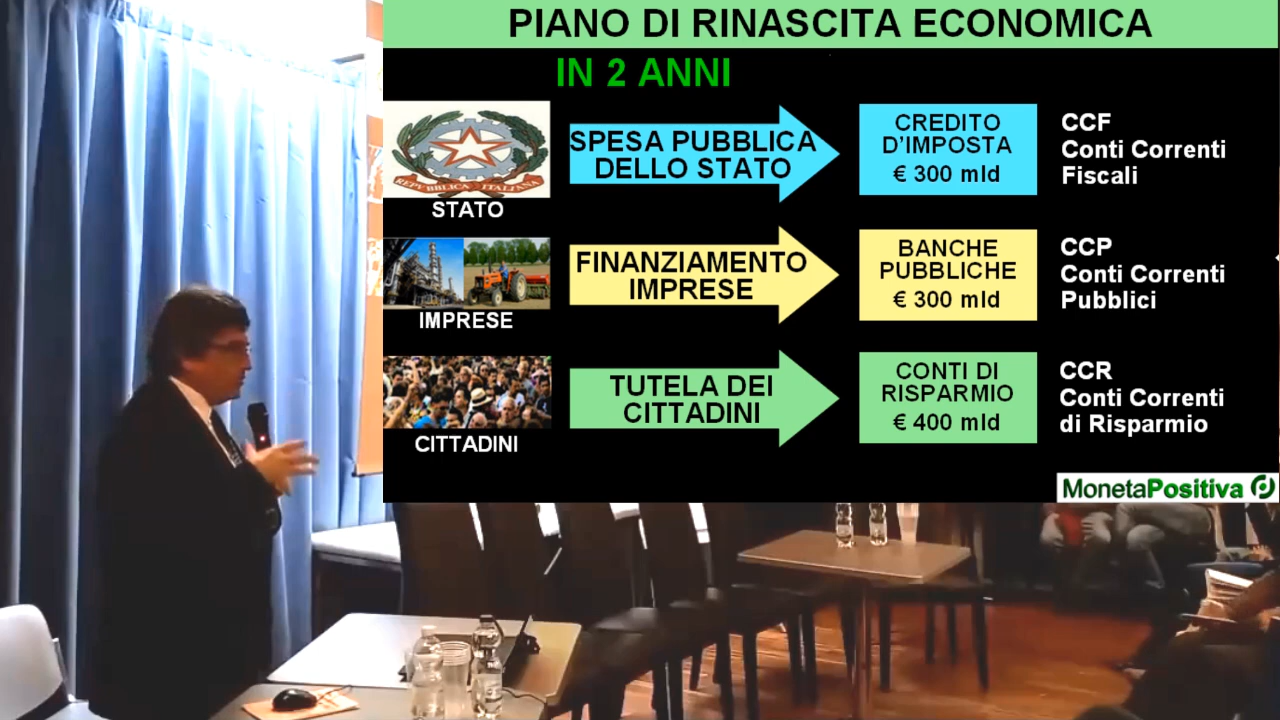 PIANO DI RINASCITA ECONOMICA
IN 2 ANNI
REPVBBLICA ITALIANA
STATO
SPESA PUBBLICA
DELLO STATO
CREDITO
D'IMPOSTA
€ 300 mld
CCF
Conti Correnti
Fiscali
IMPRESE
FINANZIAMENTO
IMPRESE
BANCHE
PUBBLICHE
€ 300 mld
CCP
Conti Correnti
Pubblici
CITTADINI
TUTELA DEI
CITTADINI
CONTI DI
RISPARMIO
€ 400 mld
CCR
Conti Correnti
di Risparmio
MonetaPositiva